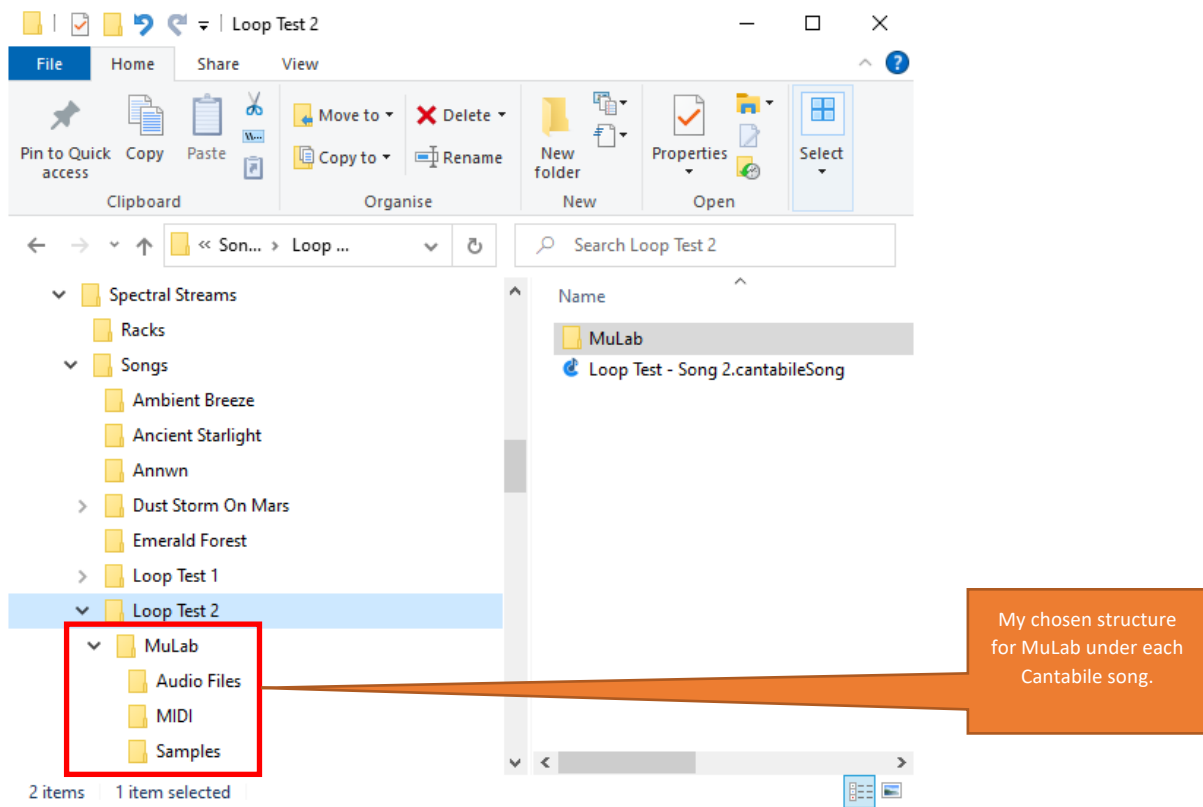 Loop Test 2
File Home Share View
Pin to Quick access
Copy
Paste
W...
Move to
Copy to
Delete
Rename
New folder
Properties
Select
Clipboard Organise New Open
« Son... › Loop ...
Search Loop Test 2
Spectral Streams
Racks
Songs
Ambient Breeze
Ancient Starlight
Annwn
Dust Storm On Mars
Emerald Forest
Loop Test 1
Loop Test 2
MuLab
Audio Files
MIDI
Samples
Name
MuLab
Loop Test - Song 2.cantabileSong
My chosen structure
for MuLab under each
Cantabile song.
2 items 1 item selected